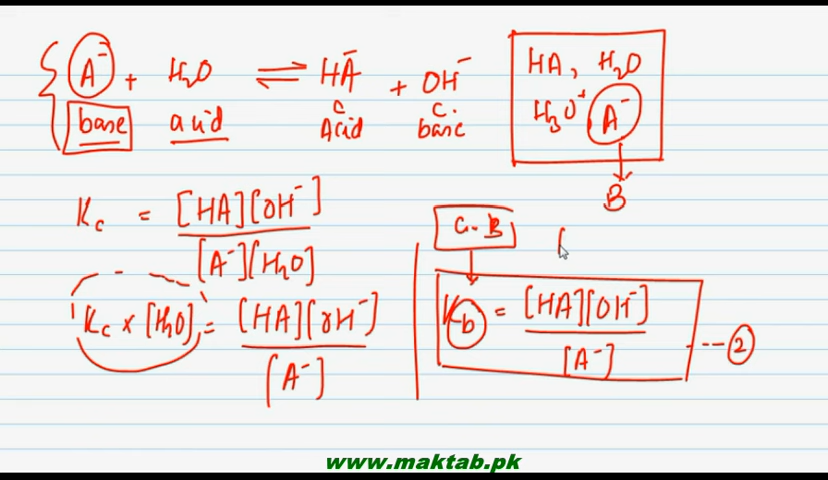 A⁻ + H₂O ⇌ HA⁻ + OH⁻
base acid C Acid C. base
HA, H₂O
H₃O⁺ A⁻
B
Kc = [HA][OH⁻] / [A⁻][H₂O]
Kc × [H₂O] = [HA][OH⁻] / [A⁻]
C. B
Kb = [HA][OH⁻] / [A⁻] --- 2
www.maktab.pk